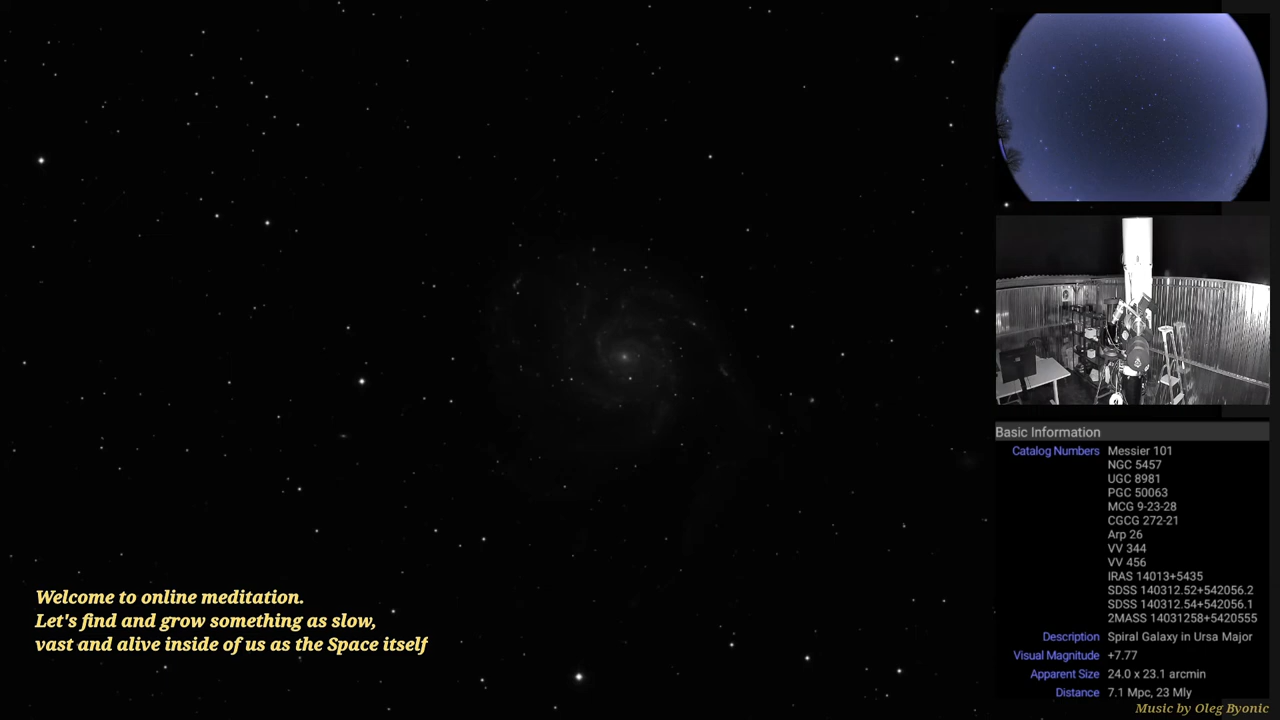 Basic Information
Catalog Numbers Messier 101
NGC 5457
UGC 8981
PGC 50063
MCG 9-23-28
CGCG 272-21
Arp 26
VV 344
VV 456
IRAS 14013+5435
SDSS 140312.52+542056.2
SDSS 140312.54+542056.1
2MASS 14031258+5420555
Description Spiral Galaxy in Ursa Major
Visual Magnitude +7.77
Apparent Size 24.0 x 23.1 arcmin
Distance 7.1 Mpc, 23 Mly
Welcome to online meditation.
Let's find and grow something as slow,
vast and alive inside of us as the Space itself
Music by Oleg Byonic